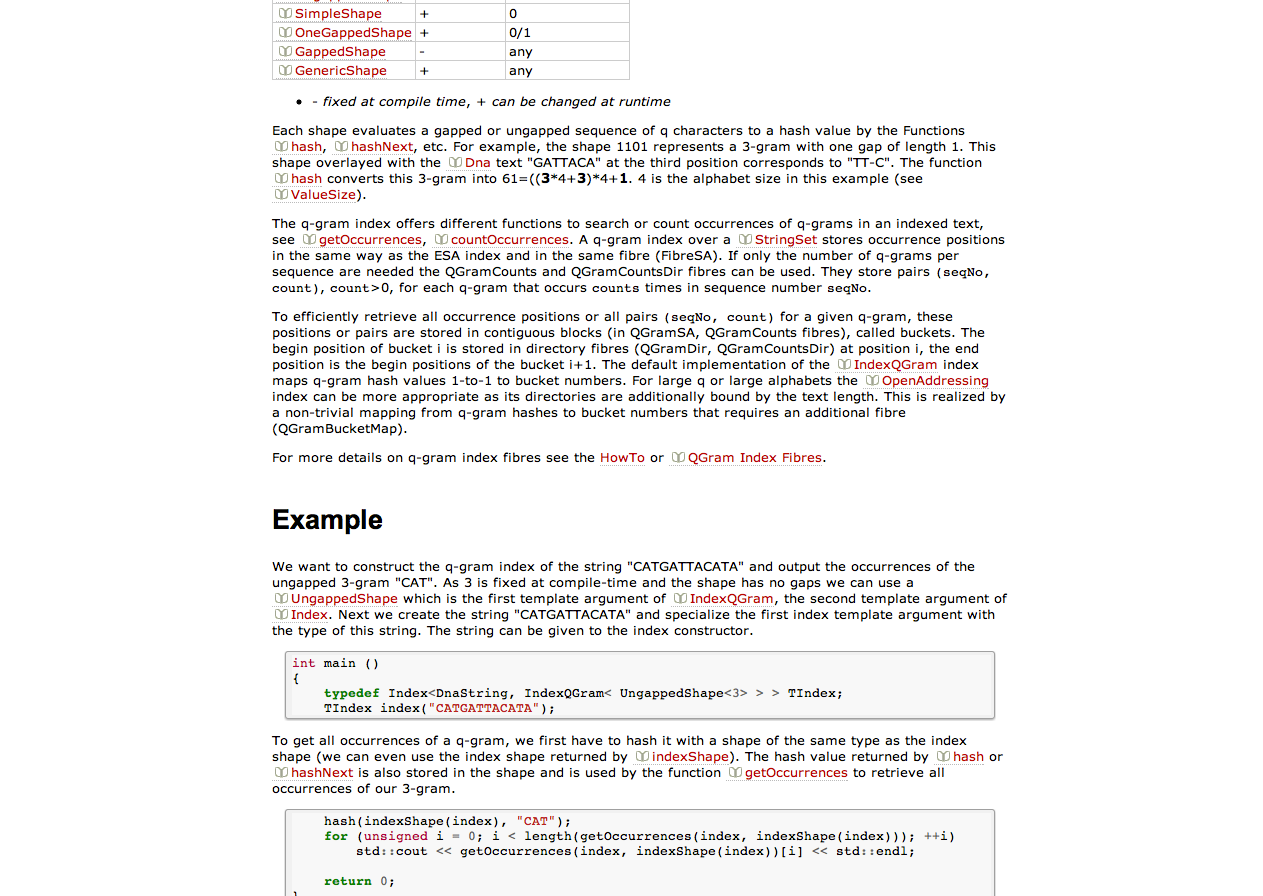 SimpleShape + 0
OneGappedShape + 0/1
GappedShape - any
GenericShape + any
• - fixed at compile time, + can be changed at runtime
Each shape evaluates a gapped or ungapped sequence of q characters to a hash value by the Functions
hash, hashNext, etc. For example, the shape 1101 represents a 3-gram with one gap of length 1. This
shape overlayed with the Dna text "GATTACA" at the third position corresponds to "TT-C". The function
hash converts this 3-gram into 61=((3*4+3)*4+1. 4 is the alphabet size in this example (see
ValueSize).
The q-gram index offers different functions to search or count occurrences of q-grams in an indexed text,
see getOccurrences, countOccurrences. A q-gram index over a StringSet stores occurrence positions
in the same way as the ESA index and in the same fibre (FibreSA). If only the number of q-grams per
sequence are needed the QGramCounts and QGramCountsDir fibres can be used. They store pairs (seqNo,
count), count>0, for each q-gram that occurs counts times in sequence number seqNo.
To efficiently retrieve all occurrence positions or all pairs (seqNo, count) for a given q-gram, these
positions or pairs are stored in contiguous blocks (in QGramSA, QGramCounts fibres), called buckets. The
begin position of bucket i is stored in directory fibres (QGramDir, QGramCountsDir) at position i, the end
position is the begin positions of the bucket i+1. The default implementation of the IndexQGram index
maps q-gram hash values 1-to-1 to bucket numbers. For large q or large alphabets the OpenAddressing
index can be more appropriate as its directories are additionally bound by the text length. This is realized by
a non-trivial mapping from q-gram hashes to bucket numbers that requires an additional fibre
(QGramBucketMap).
For more details on q-gram index fibres see the HowTo or QGram Index Fibres.
Example
We want to construct the q-gram index of the string "CATGATTACATA" and output the occurrences of the
ungapped 3-gram "CAT". As 3 is fixed at compile-time and the shape has no gaps we can use a
UngappedShape which is the first template argument of IndexQGram, the second template argument of
Index. Next we create the string "CATGATTACATA" and specialize the first index template argument with
the type of this string. The string can be given to the index constructor.
int main ()
{
typedef Index<DnaString, IndexQGram< UngappedShape<3> > > TIndex;
TIndex index("CATGATTACATA");
To get all occurrences of a q-gram, we first have to hash it with a shape of the same type as the index
shape (we can even use the index shape returned by indexShape). The hash value returned by hash or
hashNext is also stored in the shape and is used by the function getOccurrences to retrieve all
occurrences of our 3-gram.
hash(indexShape(index), "CAT");
for (unsigned i = 0; i < length(getOccurrences(index, indexShape(index))); ++i)
std::cout << getOccurrences(index, indexShape(index))[i] << std::endl;
return 0;